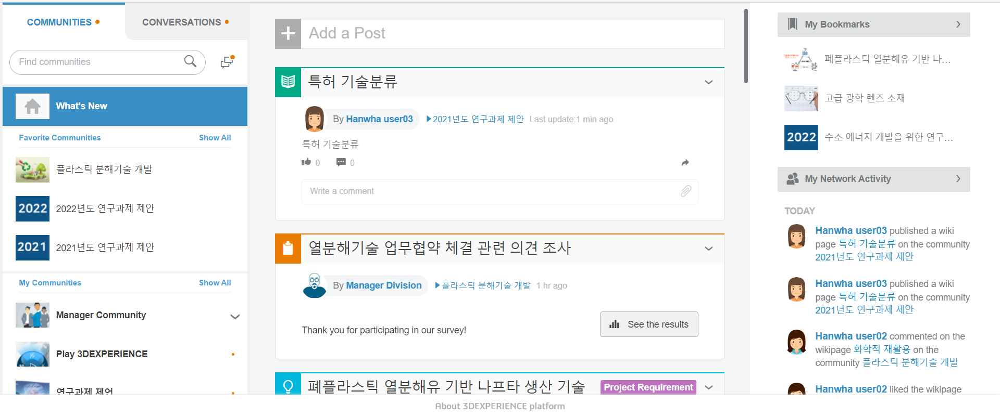 COMMUNITIES
CONVERSATIONS
Find communities
What's New
Favorite Communities Show All
플라스틱 분해기술 개발
2022 2022년도 연구과제 제안
2021 2021년도 연구과제 제안
My Communities Show All
Manager Community
Play 3DEXPERIENCE
Add a Post
특허 기술분류
By Hanwha user03 2021년도 연구과제 제안 Last update:1 min ago
특허 기술분류
0 0
Write a comment
열분해기술 업무협약 체결 관련 의견 조사
By Manager Division 플라스틱 분해기술 개발 1 hr ago
Thank you for participating in our survey!
See the results
폐플라스틱 열분해유 기반 나프타 생산 기술 Project Requirement
My Bookmarks
폐플라스틱 열분해유 기반 나...
고급 광학 렌즈 소재
2022 수소 에너지 개발을 위한 연구...
My Network Activity
TODAY
Hanwha user03 published a wiki
page 특허 기술분류 on the community
2021년도 연구과제 제안
Hanwha user03 published a wiki
page 특허 기술분류 on the community
2021년도 연구과제 제안
Hanwha user02 commented on the
wikipage 화학적 재활용 on the
community 플라스틱 분해기술 개발
Hanwha user02 liked the wikipage
About 3DEXPERIENCE platform